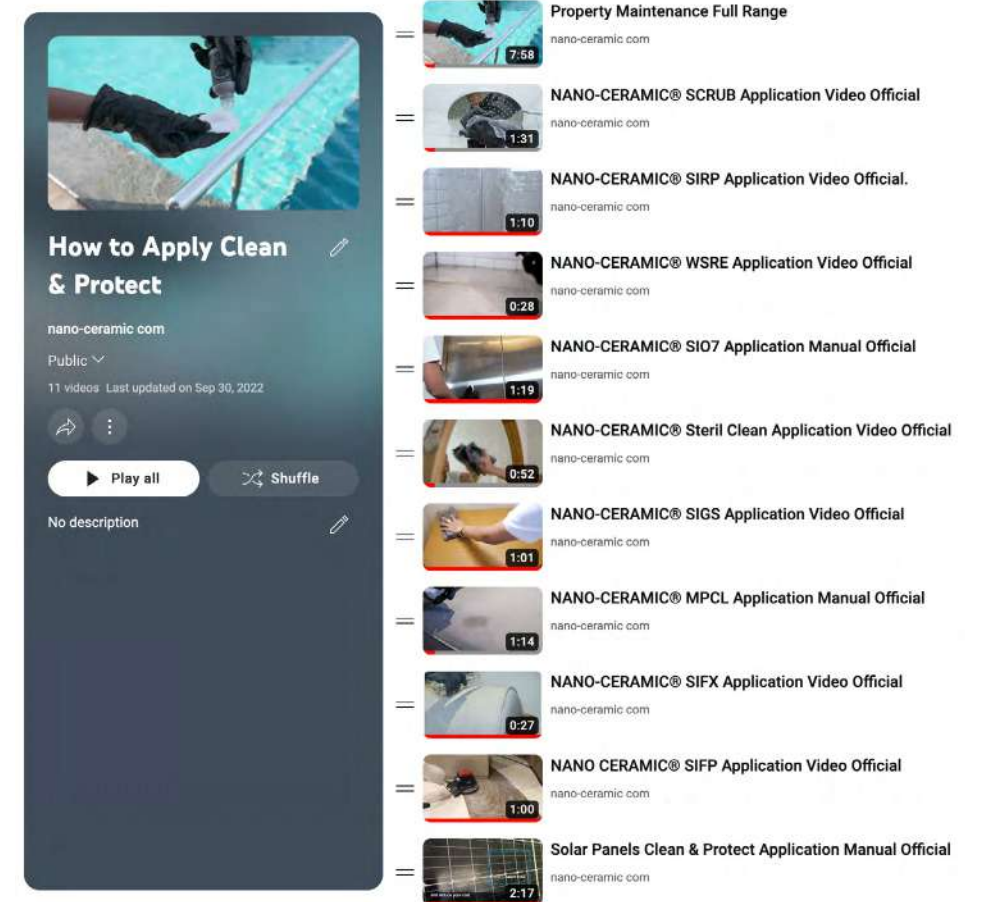 How to Apply Clean
& Protect
nano-ceramic com
Public
11 videos Last updated on Sep 30, 2022
Play all
Shuffle
No description
Property Maintenance Full Range
nano-ceramic com
7:58
NANO-CERAMIC® SCRUB Application Video Official
nano-ceramic com
1:31
NANO-CERAMIC® SIRP Application Video Official.
nano-ceramic com
1:10
NANO-CERAMIC® WSRE Application Video Official
nano-ceramic com
0:28
NANO-CERAMIC® SIO7 Application Manual Official
nano-ceramic com
1:19
NANO-CERAMIC® Steril Clean Application Video Official
nano-ceramic com
0:52
NANO-CERAMIC® SIGS Application Video Official
nano-ceramic com
1:01
NANO-CERAMIC® MPCL Application Manual Official
nano-ceramic com
1:14
NANO-CERAMIC® SIFX Application Video Official
nano-ceramic com
0:27
NANO CERAMIC® SIFP Application Video Official
nano-ceramic com
1:00
Solar Panels Clean & Protect Application Manual Official
nano-ceramic com
2:17